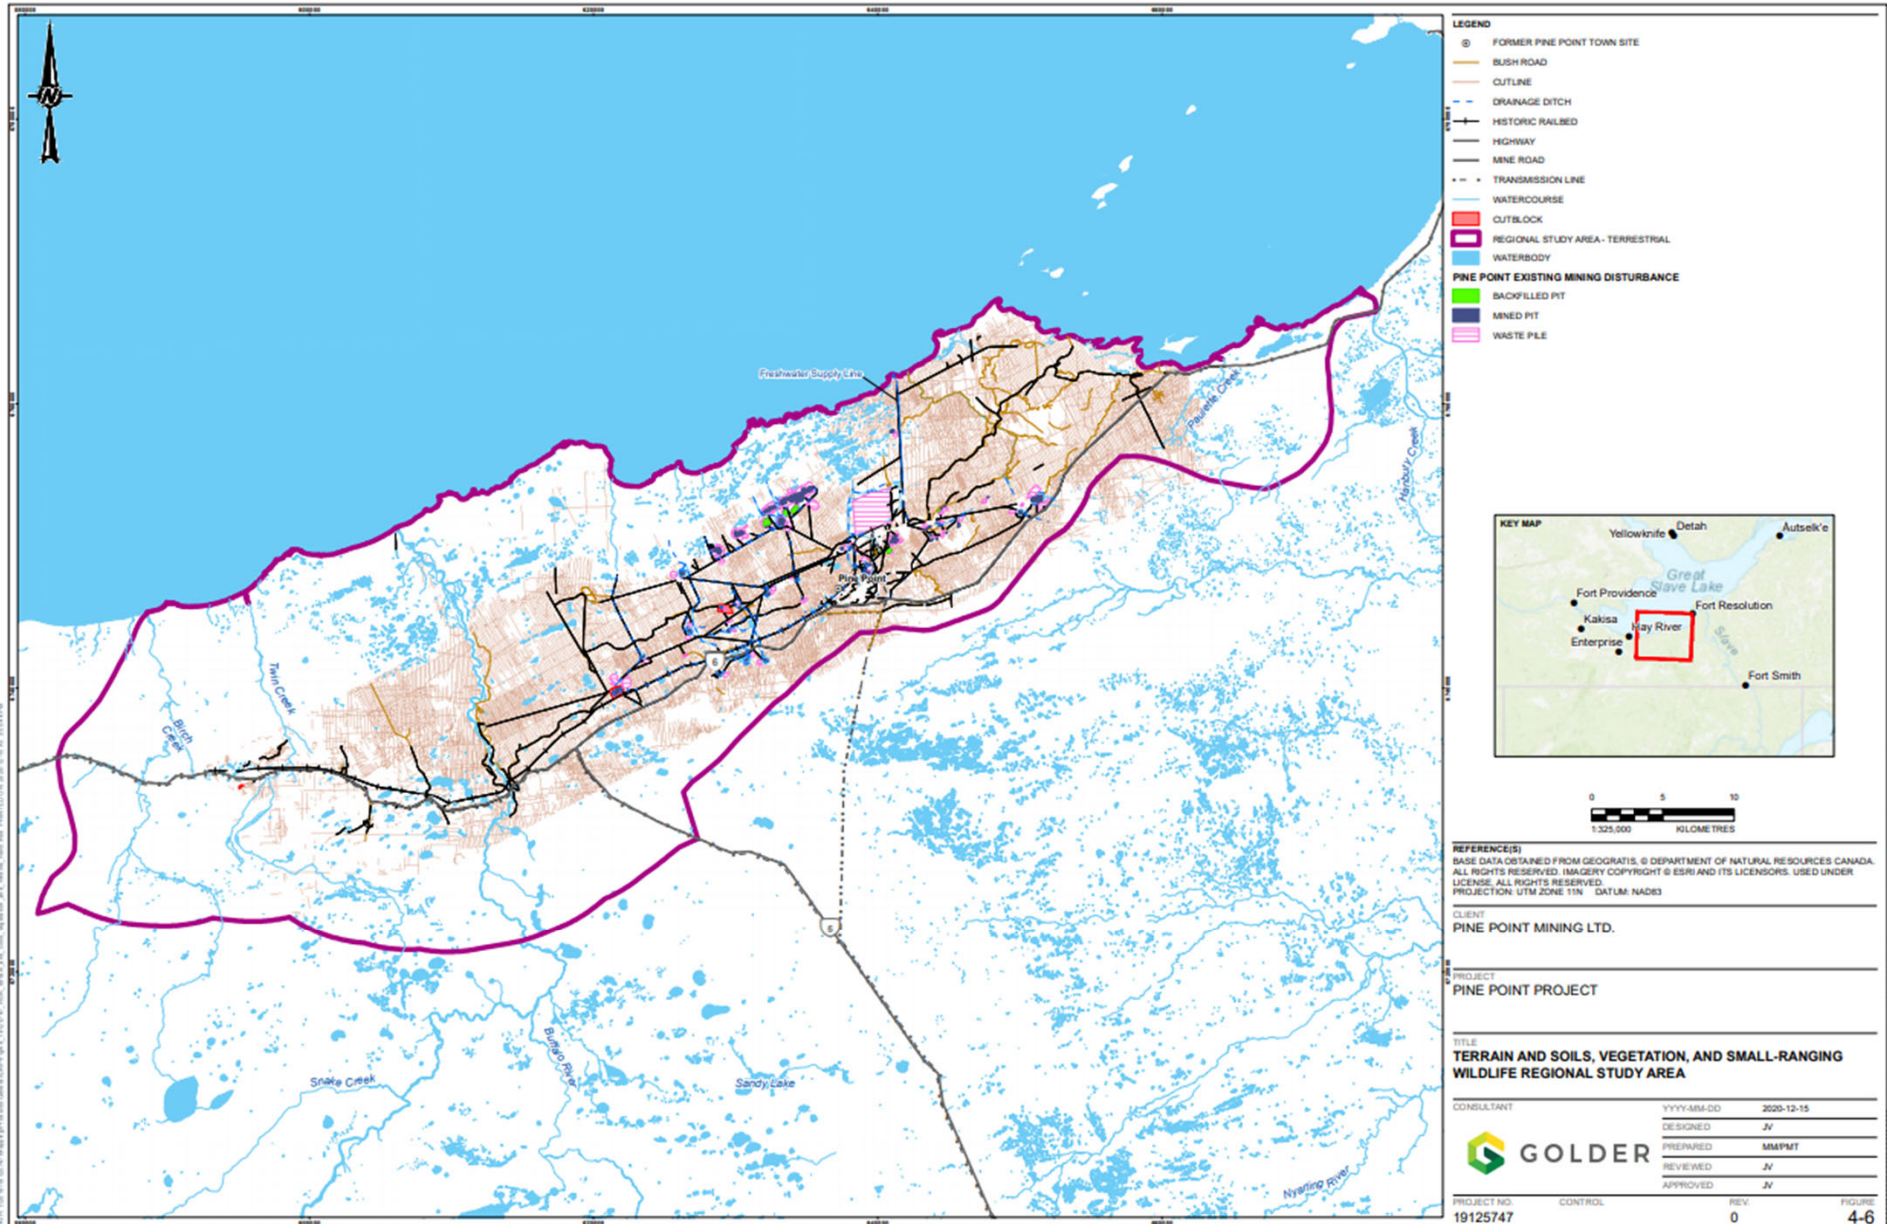 Freshwater Supply Line
Paulette Creek
Hanbury Creek
Pine Point
6
Twin Creek
Birch
Creek
5
Buffalo River
Snake Creek
Sandy Lake
Nyarling River
LEGEND
FORMER PINE POINT TOWN SITE
BUSH ROAD
CUTLINE
DRAINAGE DITCH
HISTORIC RAILBED
HIGHWAY
MINE ROAD
TRANSMISSION LINE
WATERCOURSE
CUTBLOCK
REGIONAL STUDY AREA - TERRESTRIAL
WATERBODY
PINE POINT EXISTING MINING DISTURBANCE
BACKFILLED PIT
MINED PIT
WASTE PILE
KEY MAP
Yellowknife
Detah
Åutselk'e
Great
Slave Lake
Fort Providence
Fort Resolution
Kakisa
Hay River
Enterprise
Slave
Fort Smith
0 5 10
1:325,000 KILOMETRES
REFERENCE(S)
BASE DATA OBTAINED FROM GEOGRATIS, © DEPARTMENT OF NATURAL RESOURCES CANADA.
ALL RIGHTS RESERVED. IMAGERY COPYRIGHT © ESRI AND ITS LICENSORS. USED UNDER
LICENSE, ALL RIGHTS RESERVED.
PROJECTION: UTM ZONE 11N DATUM: NAD83
CLIENT
PINE POINT MINING LTD.
PROJECT
PINE POINT PROJECT
TITLE
TERRAIN AND SOILS, VEGETATION, AND SMALL-RANGING
WILDLIFE REGIONAL STUDY AREA
CONSULTANT
GOLDER
YYYY-MM-DD 2020-12-15
DESIGNED JV
PREPARED MM/PMT
REVIEWED JV
APPROVED JV
PROJECT NO. CONTROL REV. FIGURE
19125747 0 4-6
N